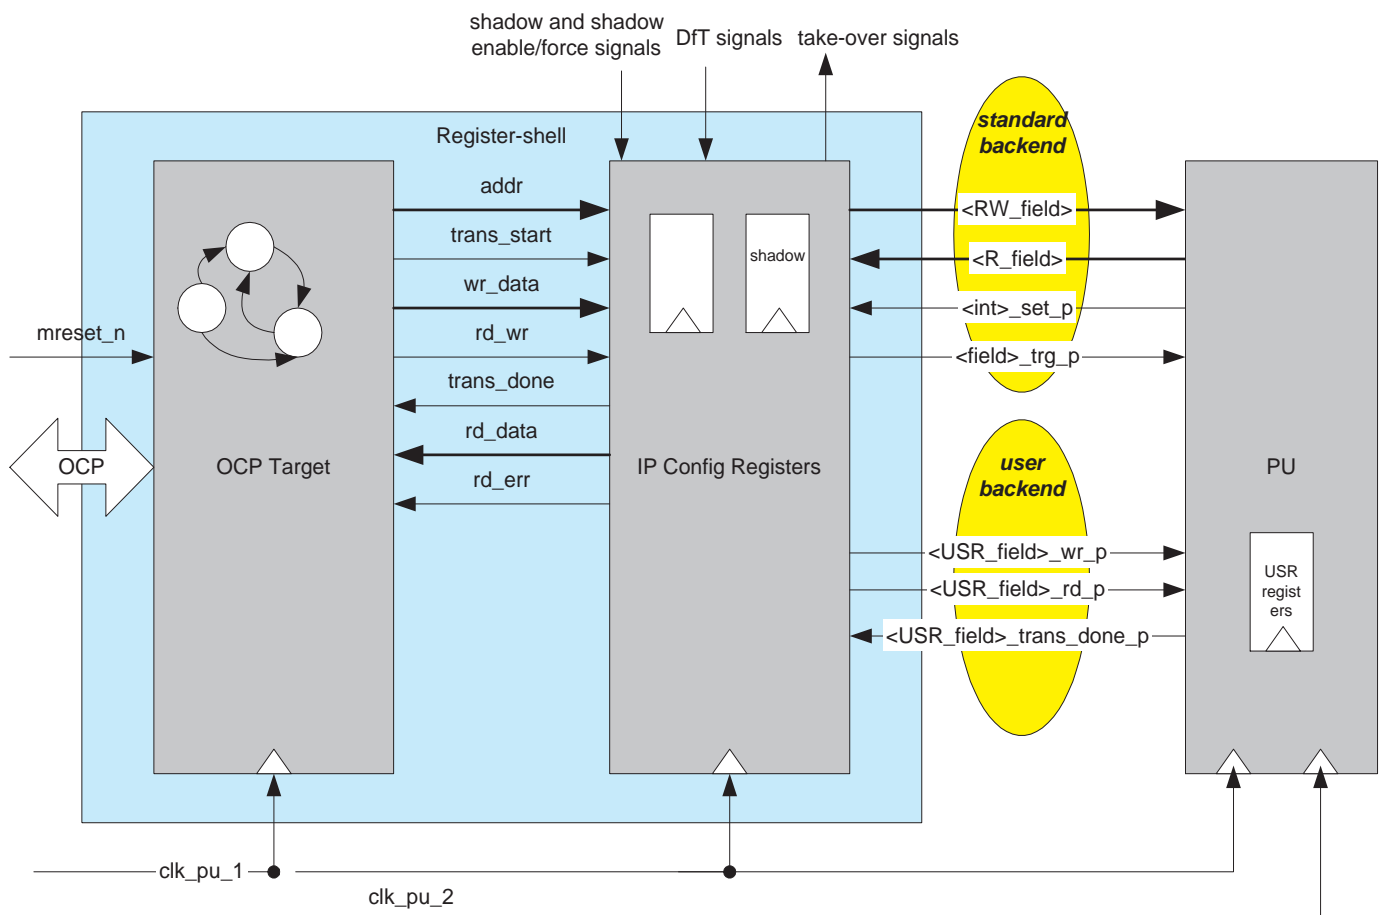 shadow and shadow
enable/force signals
DfT signals
take-over signals
Register-shell
standard
backend
addr
<RW_field>
trans_start
<R_field>
shadow
wr_data
<int>_set_p
mreset_n
rd_wr
<field>_trg_p
trans_done
rd_data
OCP
OCP Target
rd_err
IP Config Registers
user
backend
PU
<USR_field>_wr_p
<USR_field>_rd_p
<USR_field>_trans_done_p
USR
regist
ers
clk_pu_1
clk_pu_2